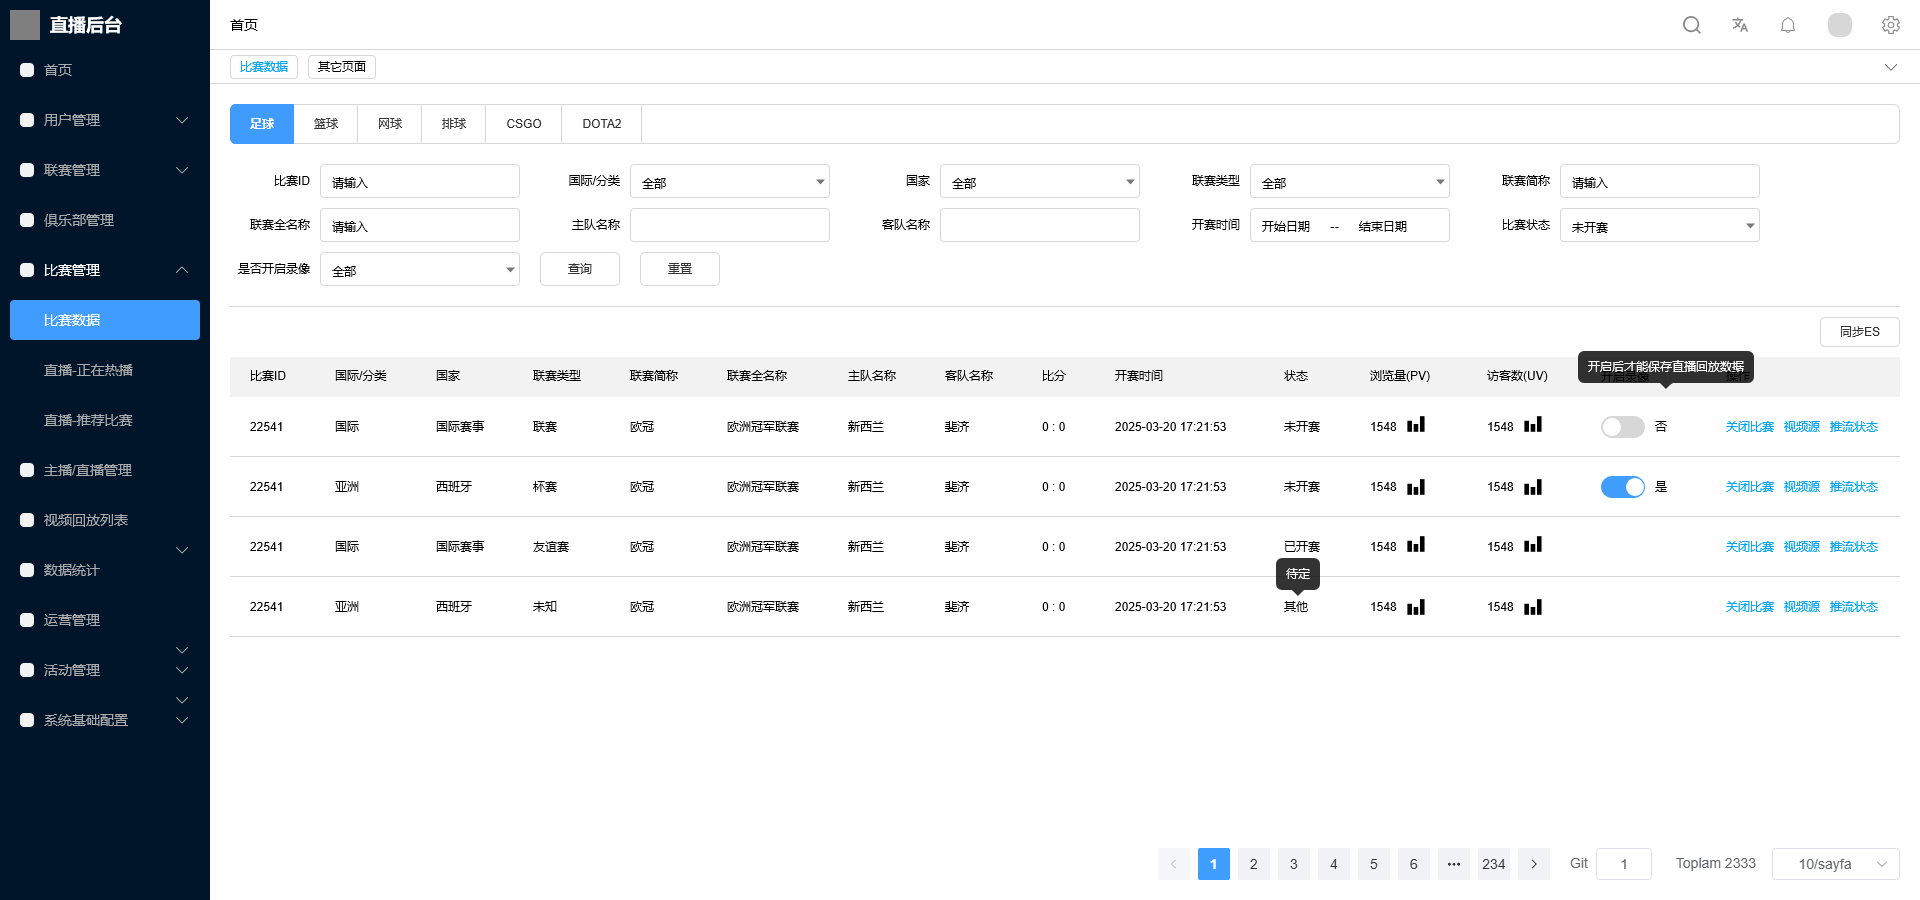 直播后台
首页
用户管理
联赛管理
俱乐部管理
比赛管理
比赛数据
直播-正在热播
直播-推荐比赛
主播/直播管理
视频回放列表
数据统计
运营管理
活动管理
系统基础配置
首页
比赛数据 其它页面
足球 篮球 网球 排球 CSGO DOTA2
比赛ID 请输入 国际/分类 全部 国家 全部 联赛类型 全部 联赛简称 请输入
联赛全名称 请输入 主队名称 客队名称 开赛时间 开始日期 -- 结束日期 比赛状态 未开赛
是否开启录像 全部 查询 重置
同步ES
开启后才能保存直播回放数据
比赛ID 国际/分类 国家 联赛类型 联赛简称 联赛全名称 主队名称 客队名称 比分 开赛时间 状态 浏览量(PV) 访客数(UV) 开启录像 操作
22541 国际 国际赛事 联赛 欧冠 欧洲冠军联赛 新西兰 斐济 0 : 0 2025-03-20 17:21:53 未开赛 1548 1548 否 关闭比赛 视频源 推流状态
22541 亚洲 西班牙 杯赛 欧冠 欧洲冠军联赛 新西兰 斐济 0 : 0 2025-03-20 17:21:53 未开赛 1548 1548 是 关闭比赛 视频源 推流状态
22541 国际 国际赛事 友谊赛 欧冠 欧洲冠军联赛 新西兰 斐济 0 : 0 2025-03-20 17:21:53 已开赛 1548 1548 关闭比赛 视频源 推流状态
待定
22541 亚洲 西班牙 未知 欧冠 欧洲冠军联赛 新西兰 斐济 0 : 0 2025-03-20 17:21:53 其他 1548 1548 关闭比赛 视频源 推流状态
1 2 3 4 5 6 ••• 234 Git 1 Toplam 2333 10/sayfa